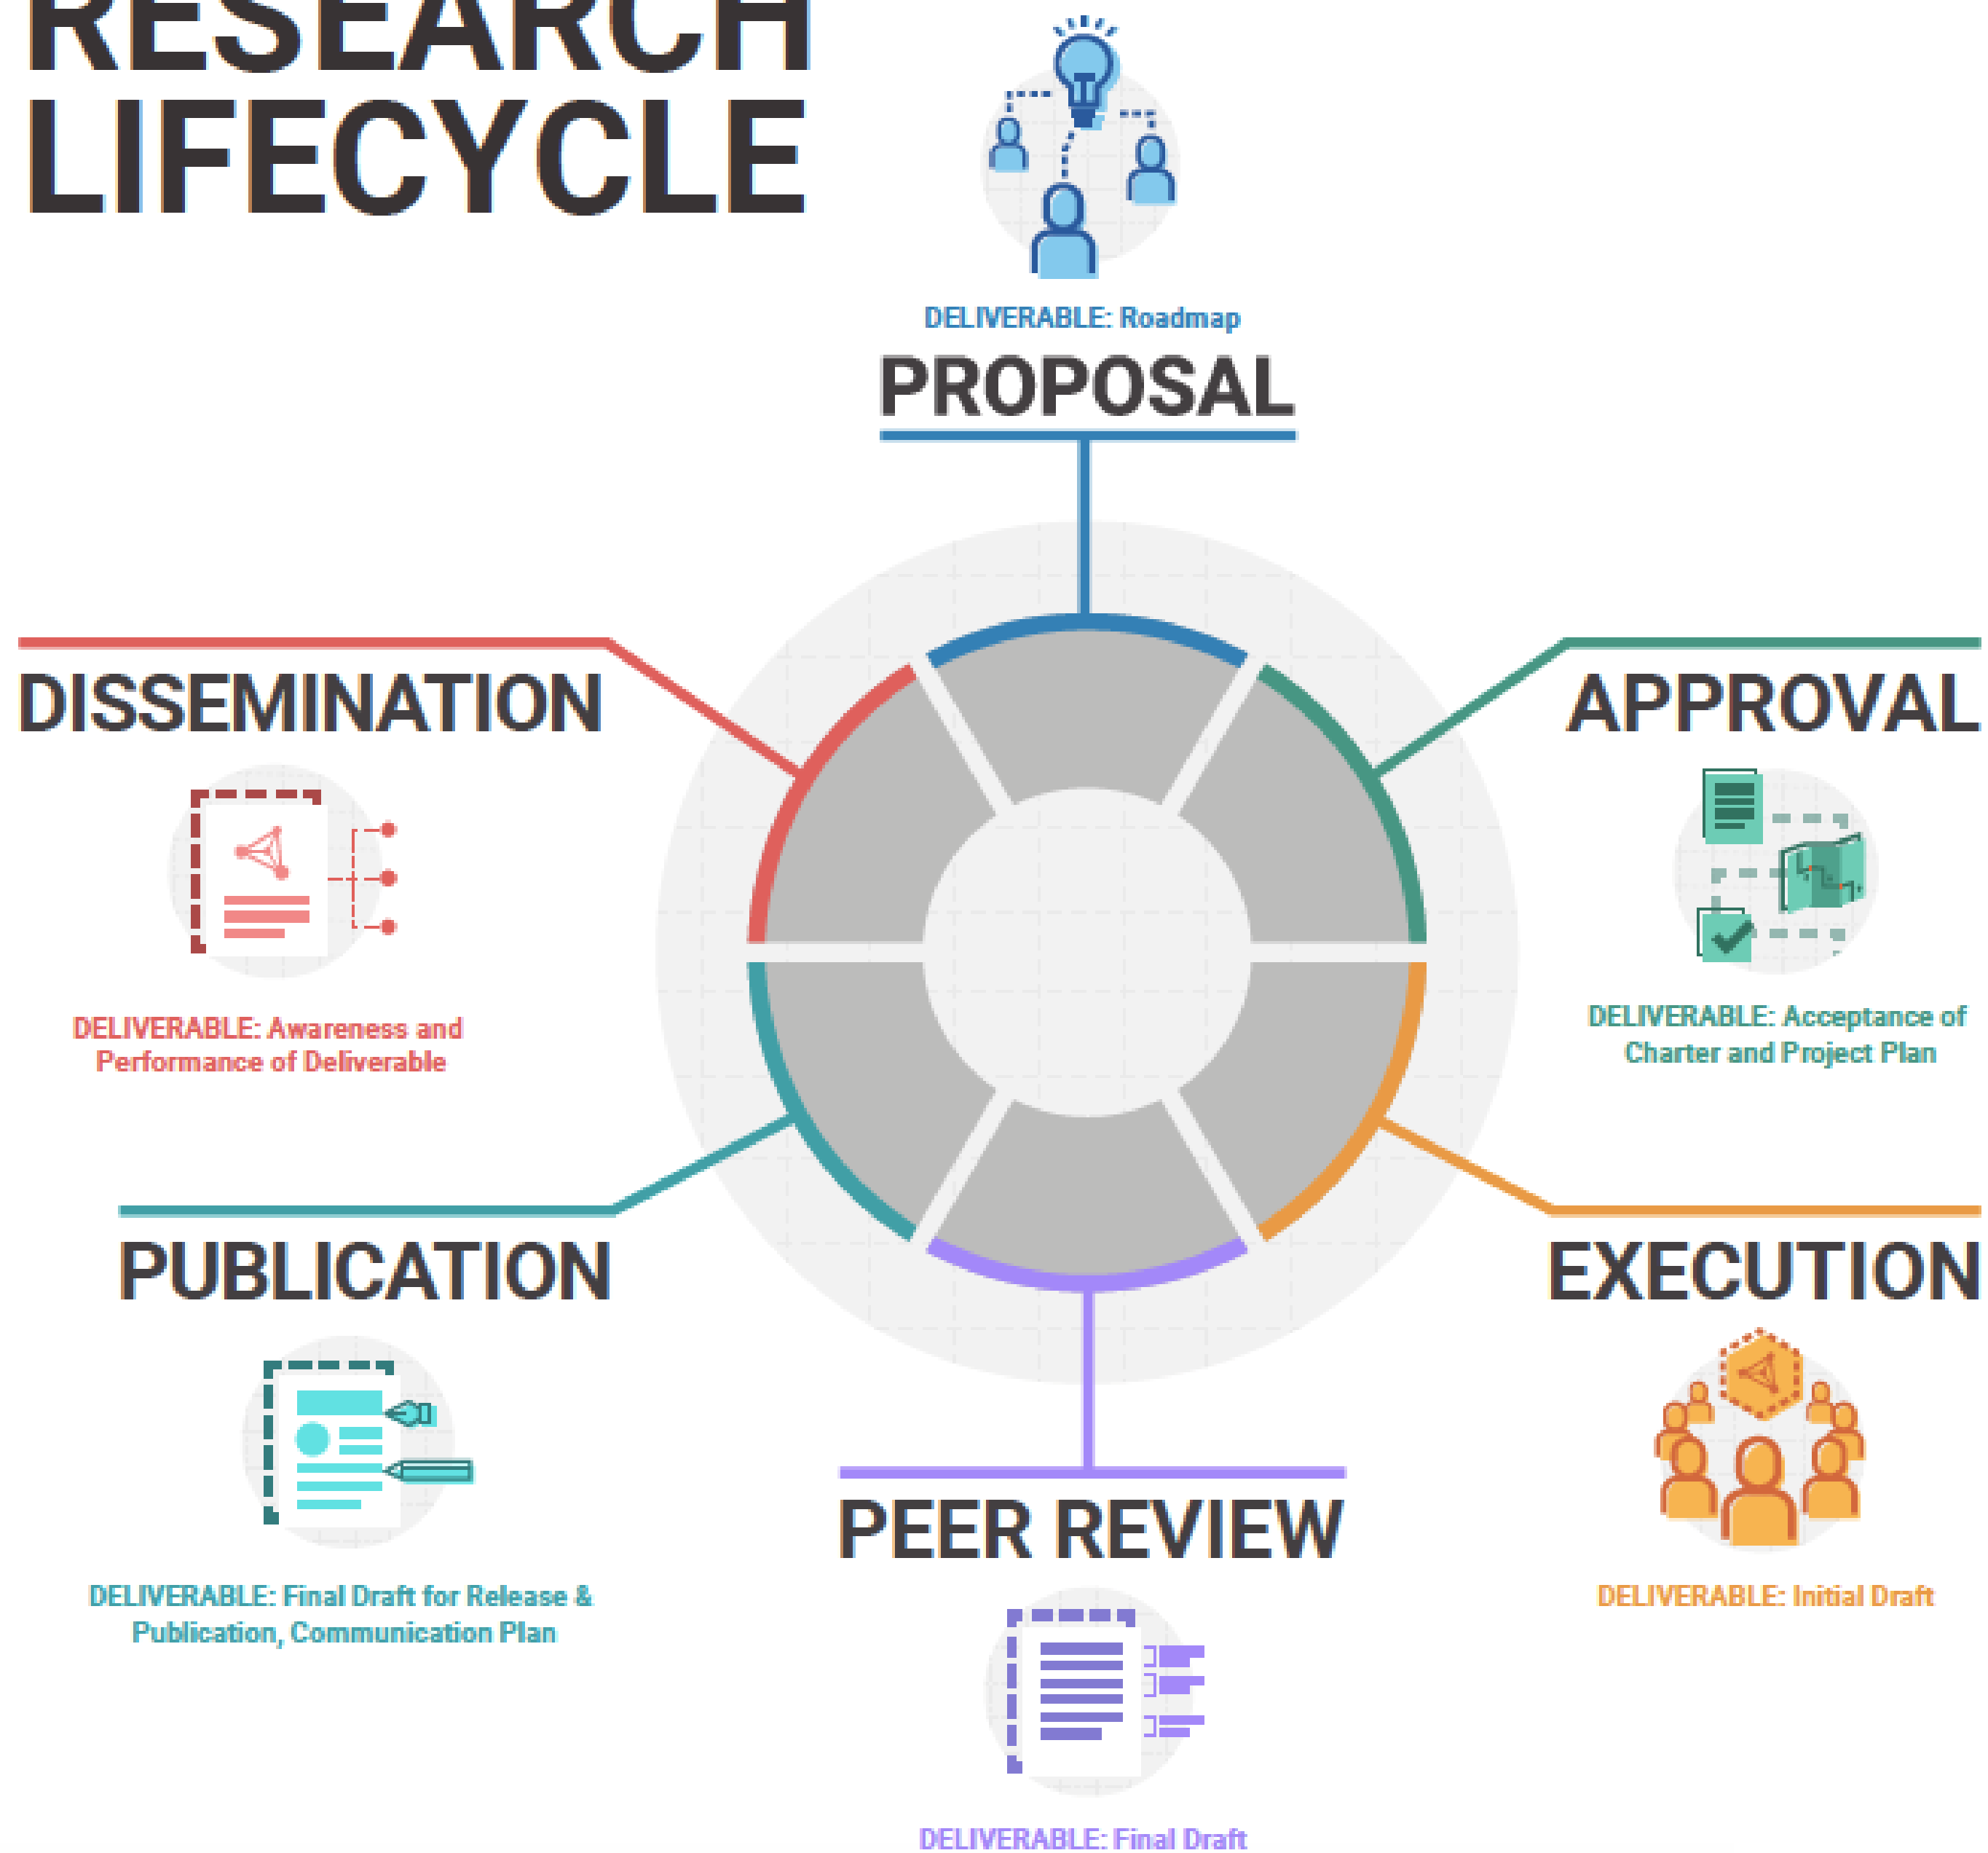 RESEARCH
LIFECYCLE
DELIVERABLE: Roadmap
PROPOSAL
DISSEMINATION
DELIVERABLE: Awareness and
Performance of Deliverable
APPROVAL
DELIVERABLE: Acceptance of
Charter and Project Plan
PUBLICATION
DELIVERABLE: Final Draft for Release &
Publication, Communication Plan
EXECUTION
DELIVERABLE: Initial Draft
PEER REVIEW
DELIVERABLE: Final Draft